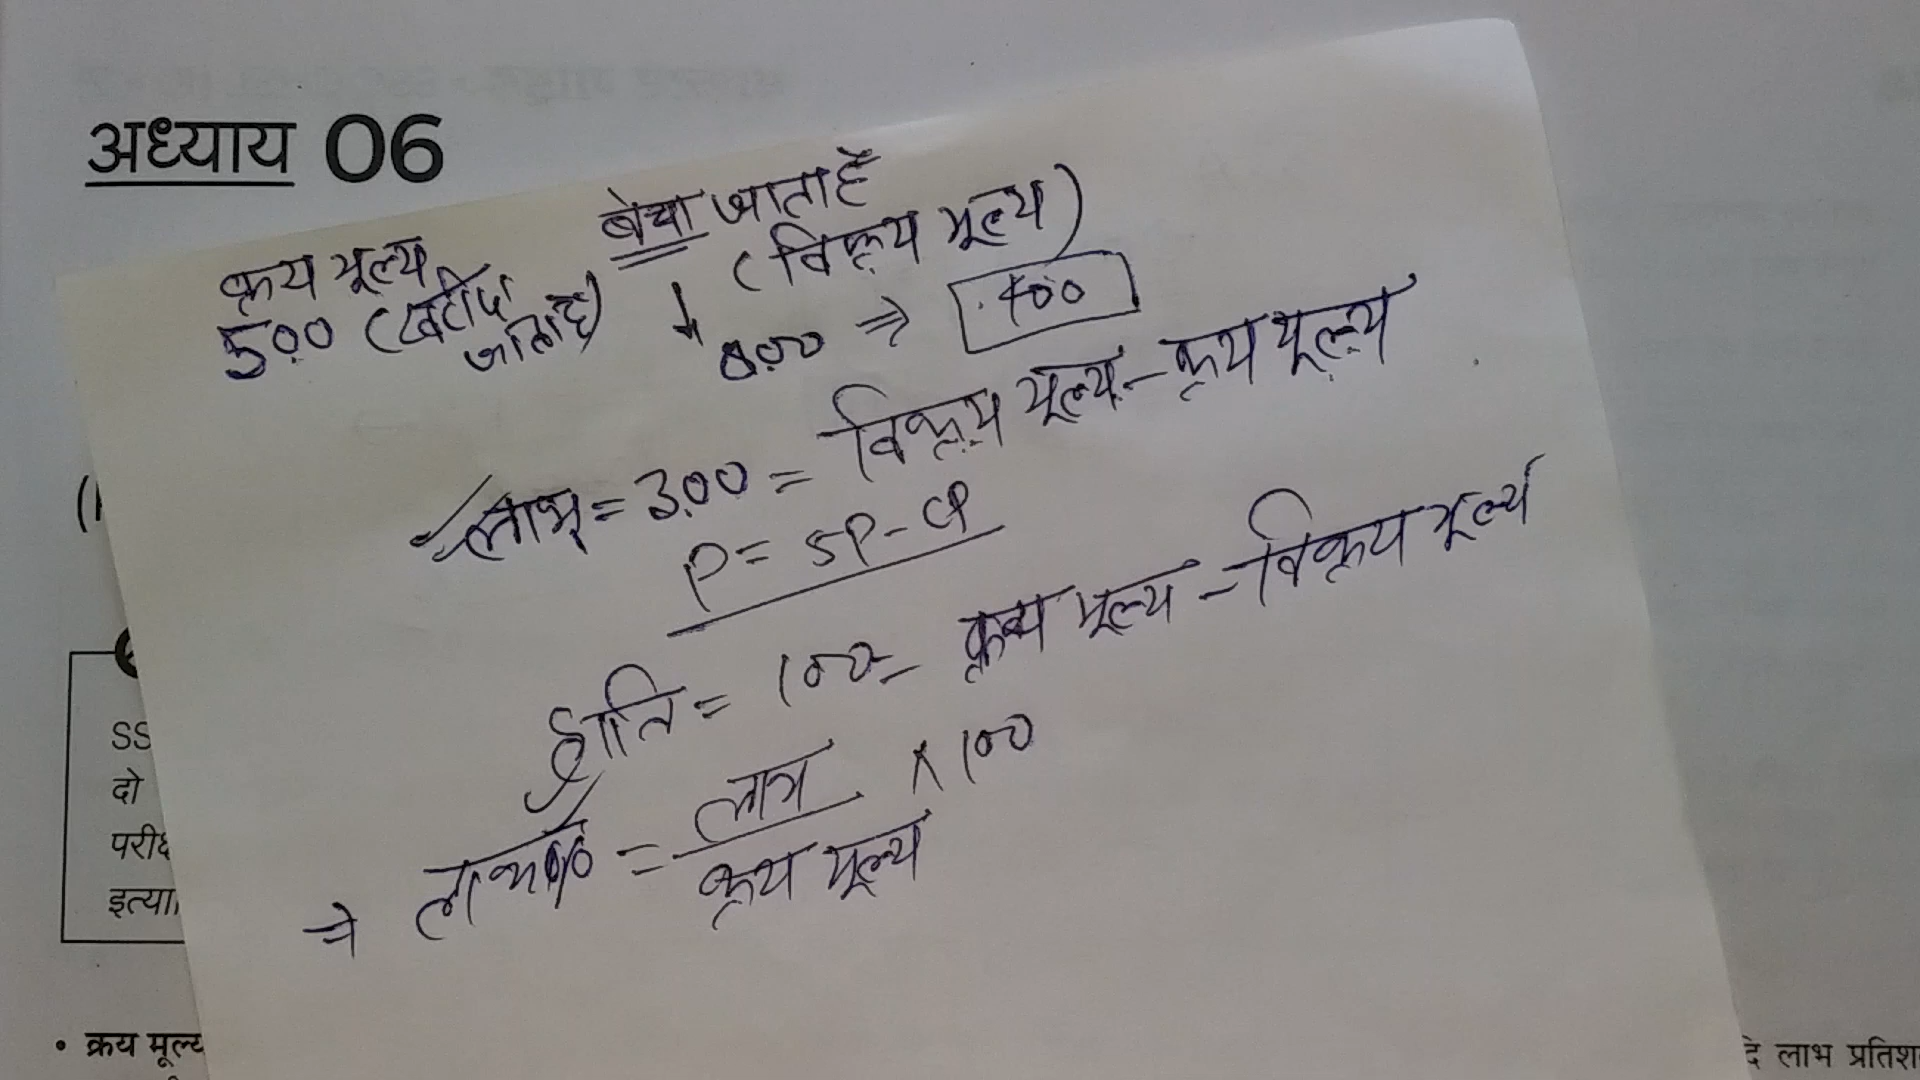 अध्याय 06
बेचा जाता है
क्रय मूल्य (विक्रय मूल्य)
500 (खरीदा जाता है) ↓ 800 ⇒ 400
लाभ = 300 = विक्रय मूल्य - क्रय मूल्य
P = SP - CP
हानि = 100 = क्रय मूल्य - विक्रय मूल्य
⇒ लाभ% = लाभ × 100
क्रय मूल्य
SS
दो
परीक्ष
इत्या
• क्रय मूल्य
दि लाभ प्रतिश